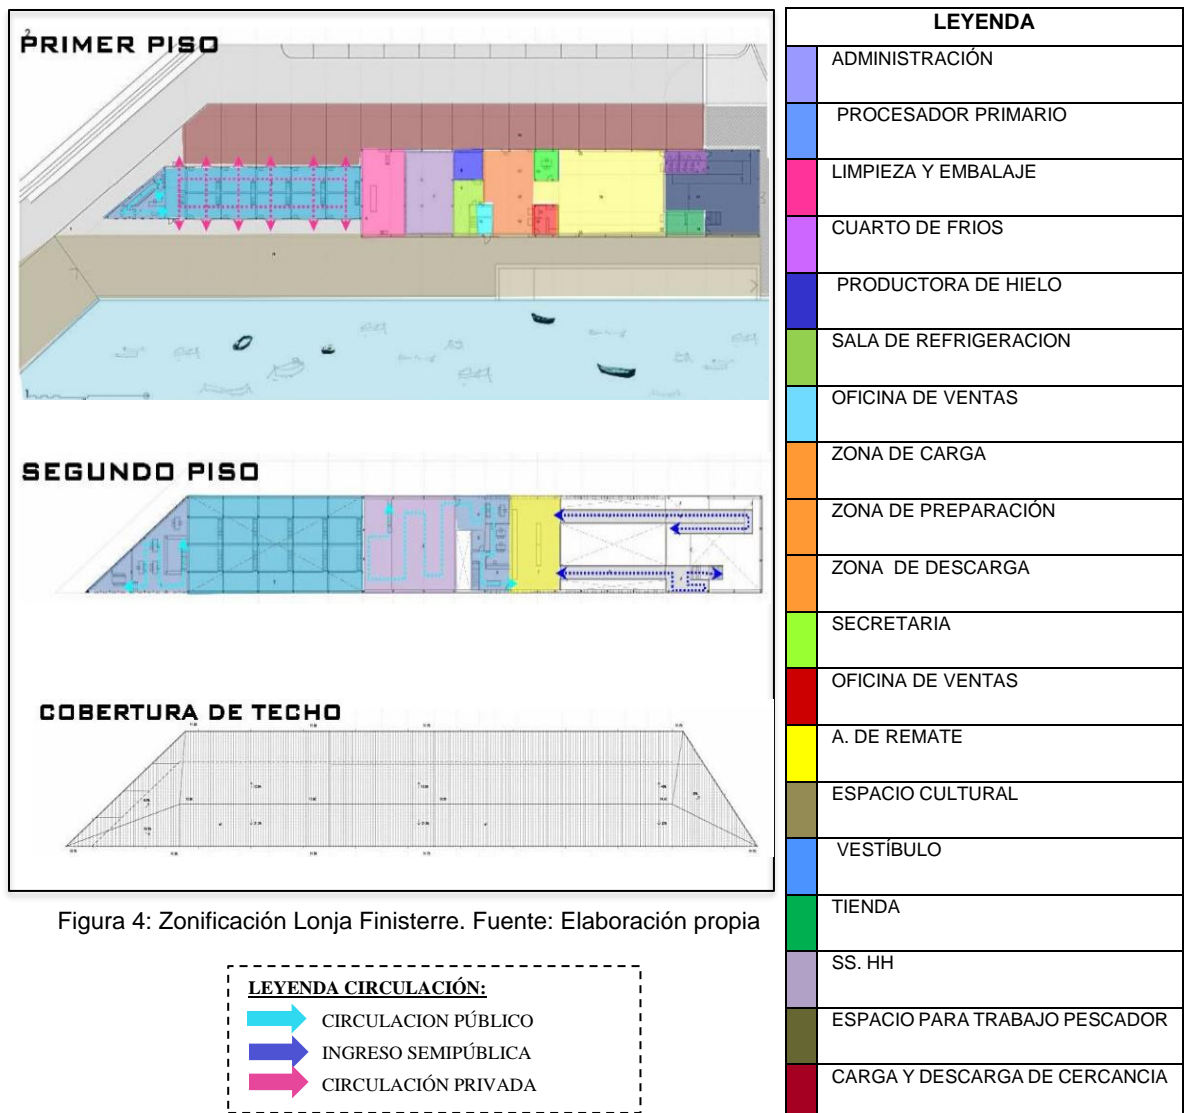 PRIMER PISO
SEGUNDO PISO
COBERTURA DE TECHO
Figura 4: Zonificación Lonja Finisterre. Fuente: Elaboración propia
LEYENDA CIRCULACIÓN:
CIRCULACION PÚBLICO
INGRESO SEMIPÚBLICA
CIRCULACIÓN PRIVADA
LEYENDA
ADMINISTRACIÓN
PROCESADOR PRIMARIO
LIMPIEZA Y EMBALAJE
CUARTO DE FRIOS
PRODUCTORA DE HIELO
SALA DE REFRIGERACION
OFICINA DE VENTAS
ZONA DE CARGA
ZONA DE PREPARACIÓN
ZONA DE DESCARGA
SECRETARIA
OFICINA DE VENTAS
A. DE REMATE
ESPACIO CULTURAL
VESTÍBULO
TIENDA
SS. HH
ESPACIO PARA TRABAJO PESCADOR
CARGA Y DESCARGA DE CERCANCIA